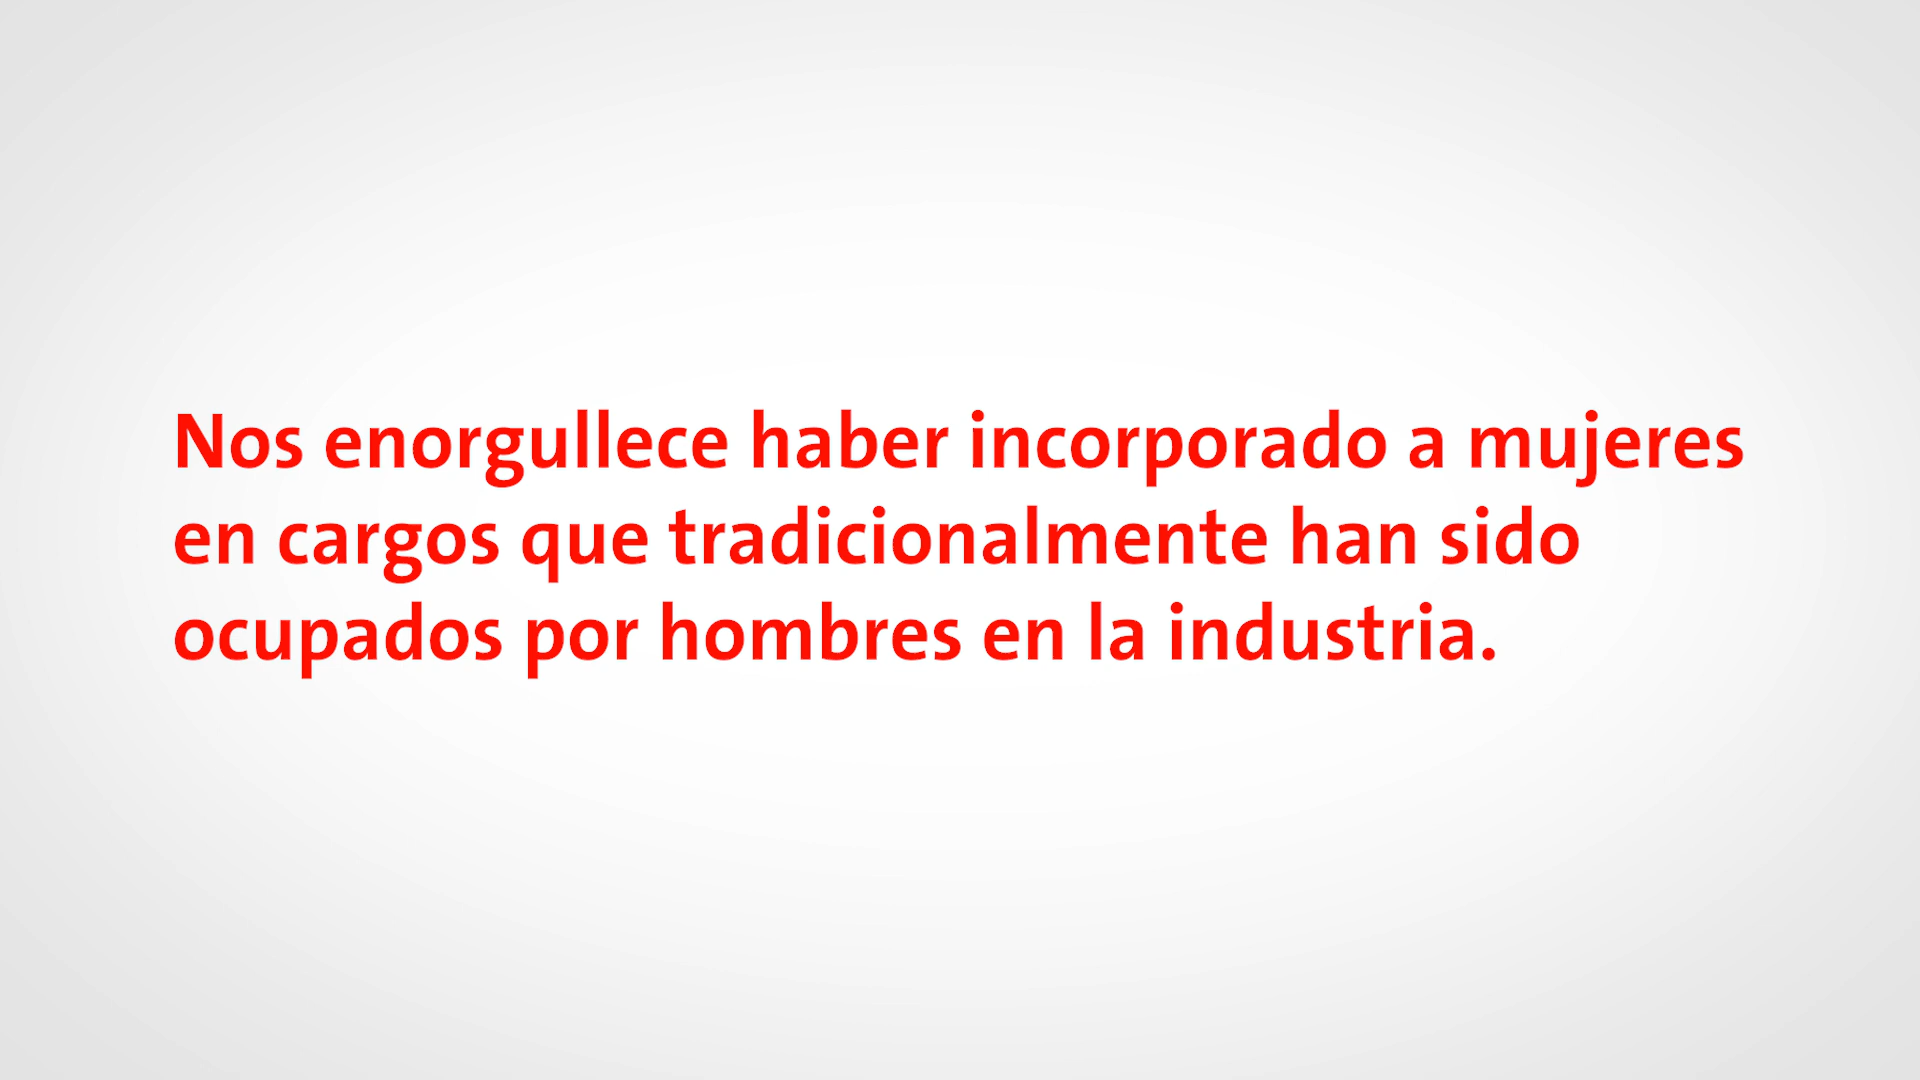 Nos enorgullece haber incorporado a mujeres
en cargos que tradicionalmente han sido
ocupados por hombres en la industria.